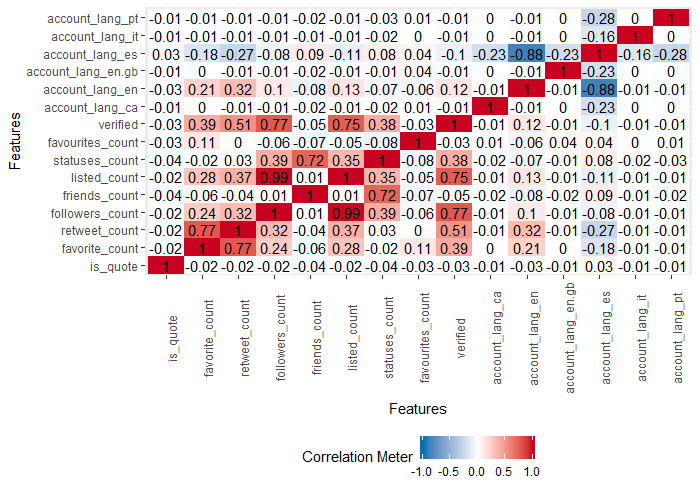 account_lang_pt -0.01 -0.01 -0.01 -0.01 -0.02 -0.01 -0.03 0.01 -0.01 0 -0.01 0 -0.28 0 1
account_lang_it -0.01 -0.01 -0.01 -0.01 -0.01 -0.01 -0.02 0 -0.01 0 -0.01 0 -0.16 1 0
account_lang_es 0.03 -0.18 -0.27 -0.08 0.09 -0.11 0.08 0.04 -0.1 -0.23 -0.88 -0.23 1 -0.16 -0.28
account_lang_en.gb -0.01 0 -0.01 -0.01 -0.02 -0.01 -0.01 0.04 -0.01 0 -0.01 1 -0.23 0 0
account_lang_en -0.03 0.21 0.32 0.1 -0.08 0.13 -0.07 -0.06 0.12 -0.01 1 -0.01 -0.88 -0.01 -0.01
account_lang_ca -0.01 0 -0.01 -0.01 -0.02 -0.01 -0.02 0.01 -0.01 1 -0.01 0 -0.23 0 0
verified -0.03 0.39 0.51 0.77 -0.05 0.75 0.38 -0.03 1 -0.01 0.12 -0.01 -0.1 -0.01 -0.01
favourites_count -0.03 0.11 0 -0.06 -0.07 -0.05 -0.08 1 -0.03 0.01 -0.06 0.04 0.04 0 0.01
statuses_count -0.04 -0.02 0.03 0.39 0.72 0.35 1 -0.08 0.38 -0.02 -0.07 -0.01 0.08 -0.02 -0.03
listed_count -0.02 0.28 0.37 0.99 0.01 1 0.35 -0.05 0.75 -0.01 0.13 -0.01 -0.11 -0.01 -0.01
friends_count -0.04 -0.06 -0.04 0.01 1 0.01 0.72 -0.07 -0.05 -0.02 -0.08 -0.02 0.09 -0.01 -0.02
followers_count -0.02 0.24 0.32 1 0.01 0.99 0.39 -0.06 0.77 -0.01 0.1 -0.01 -0.08 -0.01 -0.01
retweet_count -0.02 0.77 1 0.32 -0.04 0.37 0.03 0 0.51 -0.01 0.32 -0.01 -0.27 -0.01 -0.01
favorite_count -0.02 1 0.77 0.24 -0.06 0.28 -0.02 0.11 0.39 0 0.21 0 -0.18 -0.01 -0.01
is_quote 1 -0.02 -0.02 -0.02 -0.04 -0.02 -0.04 -0.03 -0.03 -0.01 -0.03 -0.01 0.03 -0.01 -0.01
Features
is_quote
favorite_count
retweet_count
followers_count
friends_count
listed_count
statuses_count
favourites_count
verified
account_lang_ca
account_lang_en
account_lang_en.gb
account_lang_es
account_lang_it
account_lang_pt
Features
Correlation Meter
-1.0 -0.5 0.0 0.5 1.0